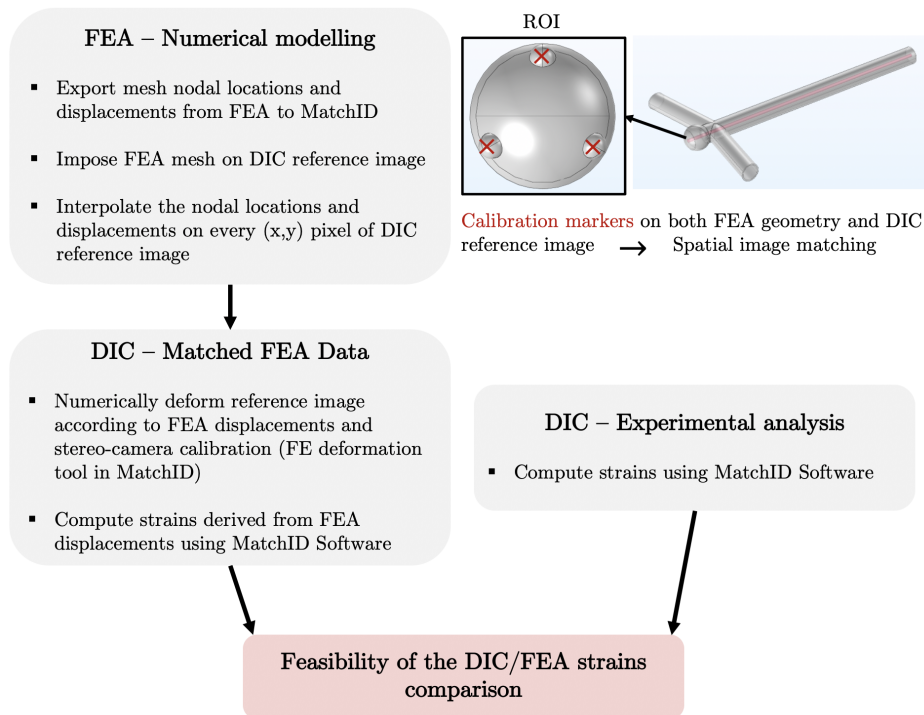 FEA – Numerical modelling
▪ Export mesh nodal locations and
displacements from FEA to MatchID
▪ Impose FEA mesh on DIC reference image
▪ Interpolate the nodal locations and
displacements on every (x,y) pixel of DIC
reference image
ROI
Calibration markers on both FEA geometry and DIC
reference image → Spatial image matching
DIC – Matched FEA Data
▪ Numerically deform reference image
according to FEA displacements and
stereo-camera calibration (FE deformation
tool in MatchID)
▪ Compute strains derived from FEA
displacements using MatchID Software
DIC – Experimental analysis
▪ Compute strains using MatchID Software
Feasibility of the DIC/FEA strains
comparison